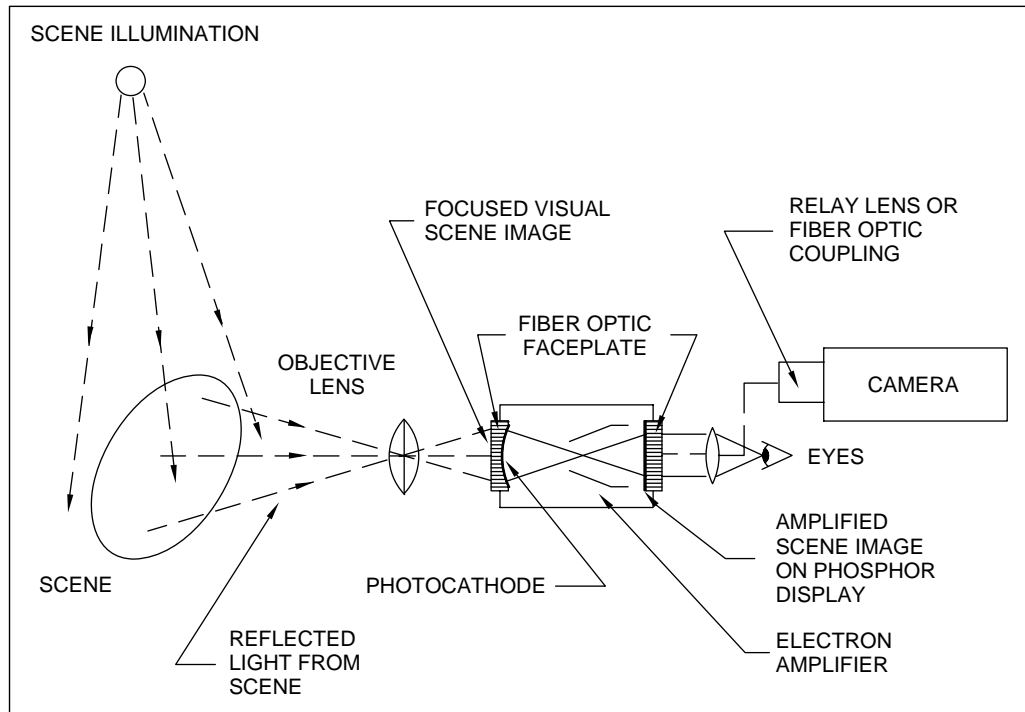 SCENE ILLUMINATION
FOCUSED VISUAL
SCENE IMAGE
RELAY LENS OR
FIBER OPTIC
COUPLING
FIBER OPTIC
FACEPLATE
OBJECTIVE
LENS
CAMERA
EYES
SCENE
PHOTOCATHODE
AMPLIFIED
SCENE IMAGE
ON PHOSPHOR
DISPLAY
REFLECTED
LIGHT FROM
SCENE
ELECTRON
AMPLIFIER